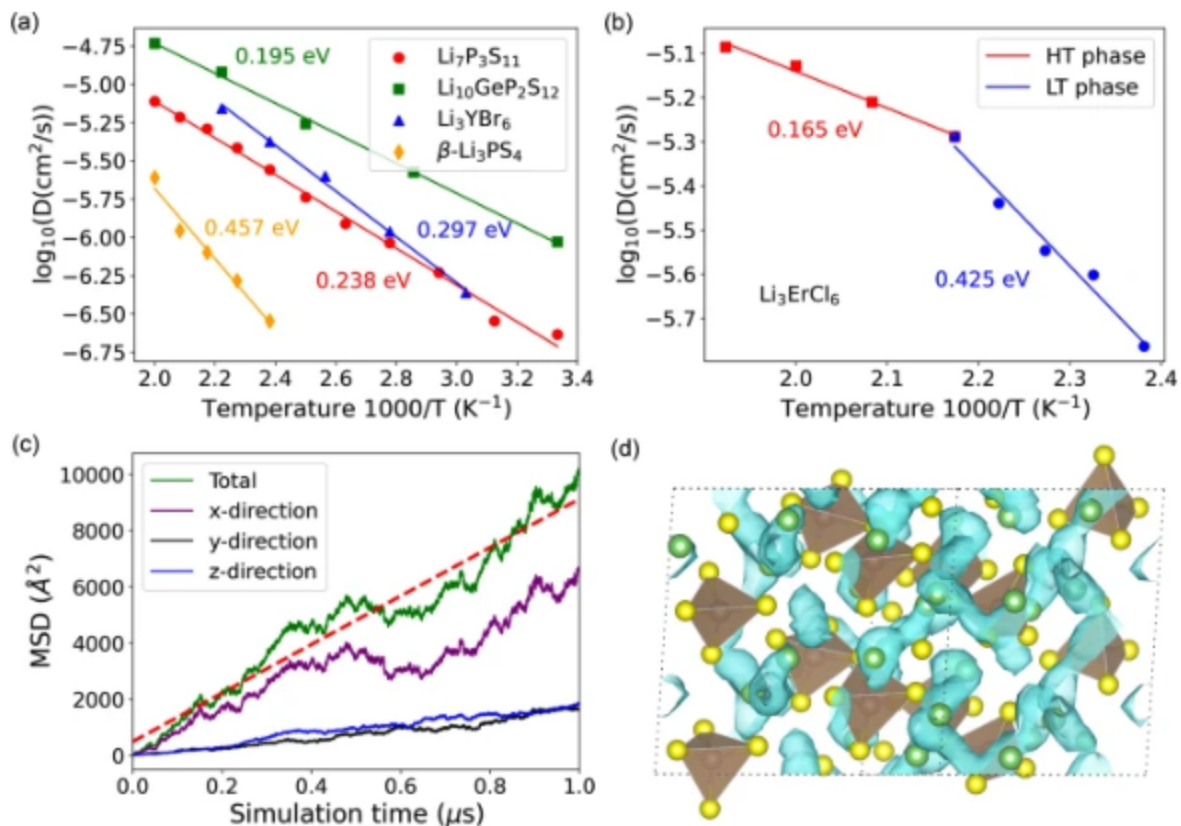 (a)
log₁₀(D(cm²/s))
−4.75
−5.00
−5.25
−5.50
−5.75
−6.00
−6.25
−6.50
−6.75
0.195 eV
0.457 eV
0.297 eV
0.238 eV
Li₇P₃S₁₁
Li₁₀GeP₂S₁₂
Li₃YBr₆
β-Li₃PS₄
2.0 2.2 2.4 2.6 2.8 3.0 3.2 3.4
Temperature 1000/T (K⁻¹)
(b)
log₁₀(D(cm²/s))
−5.1
−5.2
−5.3
−5.4
−5.5
−5.6
−5.7
HT phase
LT phase
0.165 eV
0.425 eV
Li₃ErCl₆
2.0 2.1 2.2 2.3 2.4
Temperature 1000/T (K⁻¹)
(c)
MSD (Å²)
10000
8000
6000
4000
2000
0
Total
x-direction
y-direction
z-direction
0.0 0.2 0.4 0.6 0.8 1.0
Simulation time (μs)
(d)